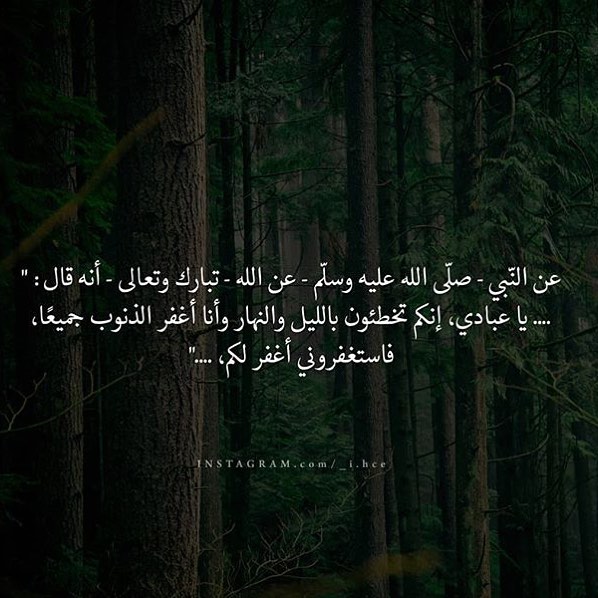 عن النّبي - صلّى الله عليه وسلّم - عن الله - تبارك وتعالى - أنه قال : "
.... يا عبادي، إنكم تخطئون بالليل والنهار وأنا أغفر الذنوب جميعًا،
فاستغفروني أغفر لكم، ...."
INSTAGRAM.com/_i.hce